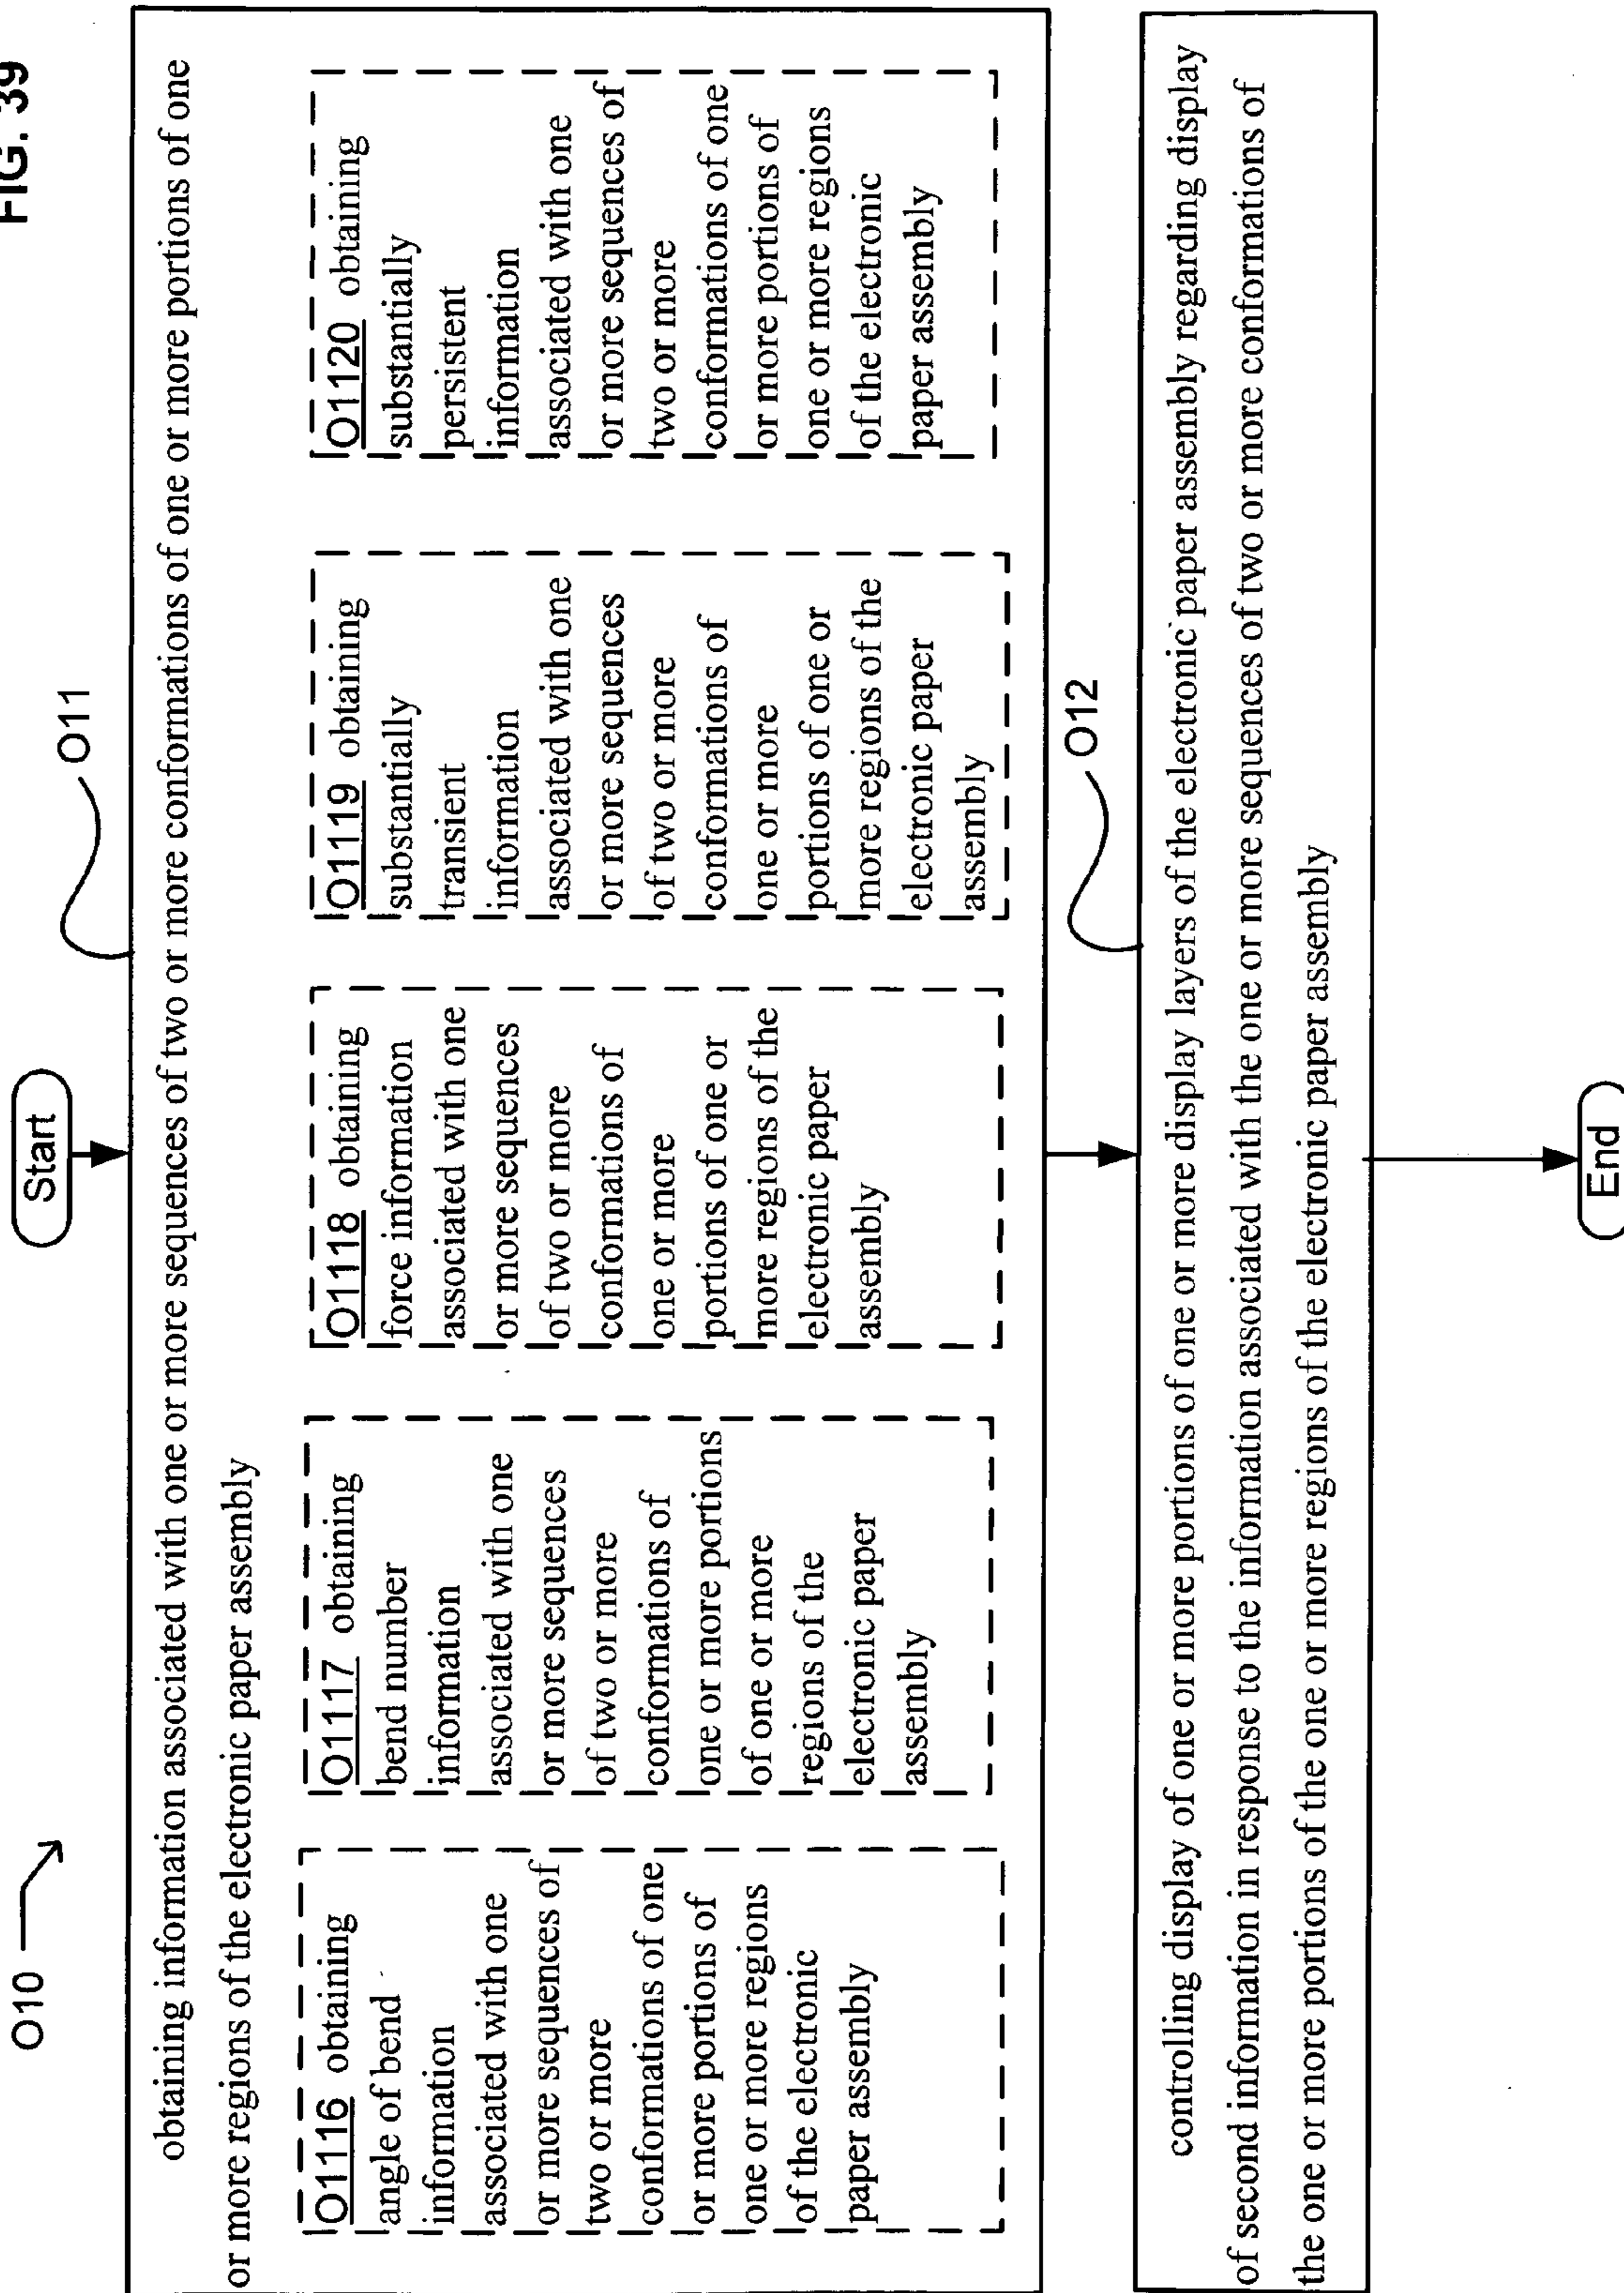 FIG. 39
O10
Start
O11
obtaining information associated with one or more sequences of two or more conformations of one or more portions of one
or more regions of the electronic paper assembly
O1116 obtaining
angle of bend
information
associated with one
or more sequences of
two or more
conformations of one
or more portions of
one or more regions
of the electronic
paper assembly
O1117 obtaining
bend number
information
associated with one
or more sequences
of two or more
conformations of
one or more portions
of one or more
regions of the
electronic paper
assembly
O1118 obtaining
force information
associated with one
or more sequences
of two or more
conformations of
one or more
portions of one or
more regions of the
electronic paper
assembly
O1119 obtaining
substantially
transient
information
associated with one
or more sequences
of two or more
conformations of
one or more
portions of one or
more regions of the
electronic paper
assembly
O1120 obtaining
substantially
persistent
information
associated with one
or more sequences of
two or more
conformations of one
or more portions of
one or more regions
of the electronic
paper assembly
O12
controlling display of one or more portions of one or more display layers of the electronic paper assembly regarding display
of second information in response to the information associated with the one or more sequences of two or more conformations of
the one or more portions of the one or more regions of the electronic paper assembly
End